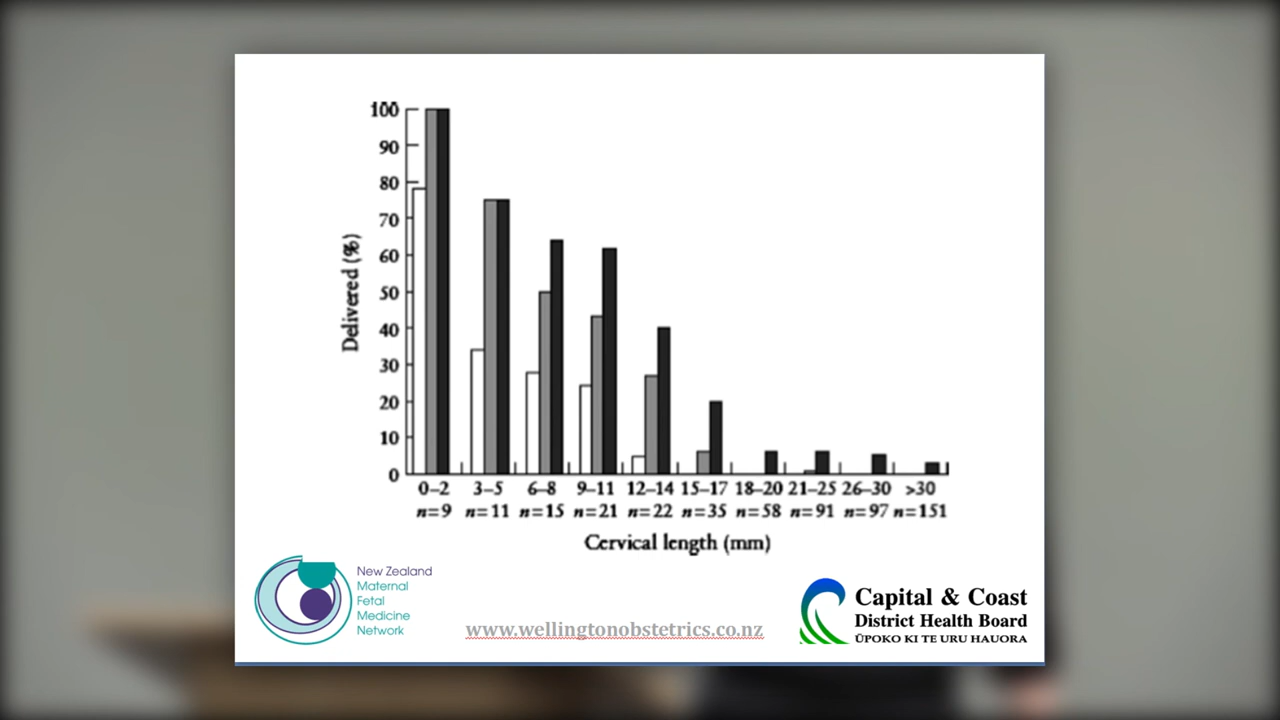 100
90
80
70
60
50
40
30
20
10
0
Delivered (%)
0–2 3–5 6–8 9–11 12–14 15–17 18–20 21–25 26–30 >30
n=9 n=11 n=15 n=21 n=22 n=35 n=58 n=91 n=97 n=151
Cervical length (mm)
New Zealand
Maternal
Fetal
Medicine
Network
www.wellingtonobstetrics.co.nz
Capital & Coast
District Health Board
ŪPOKO KI TE URU HAUORA